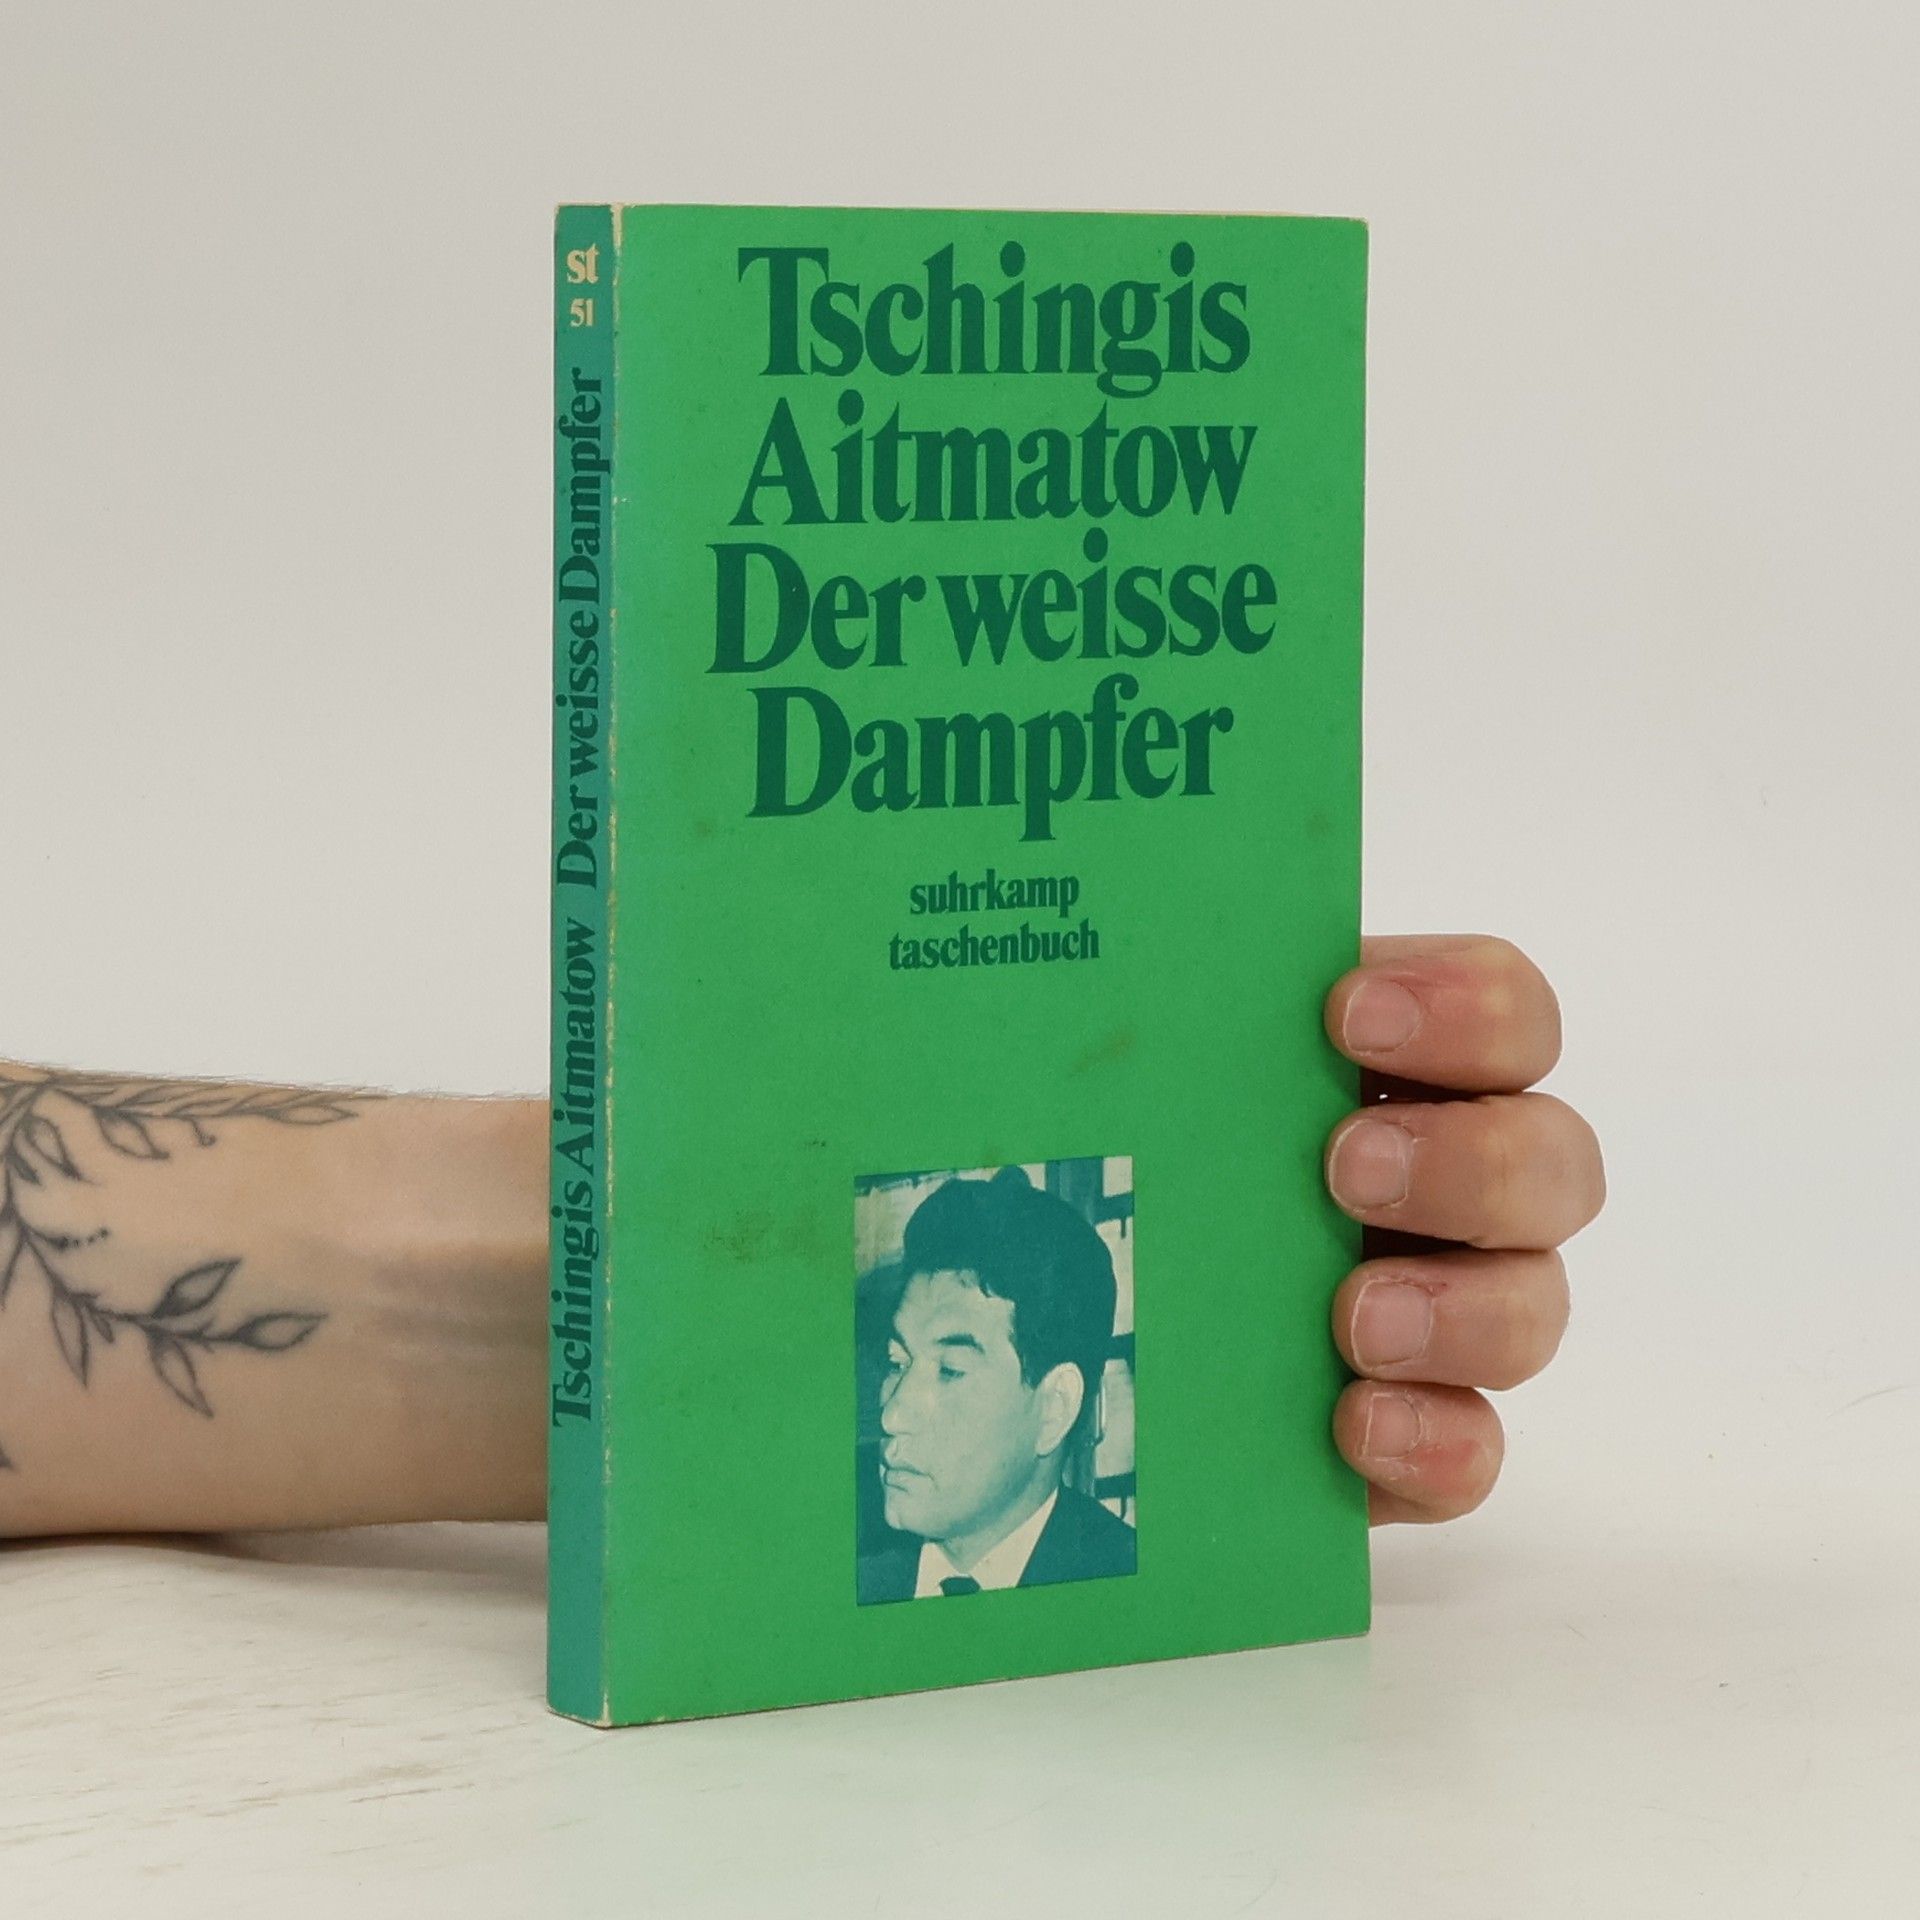 st
51
Tschingis Aitmatow Der weisse Dampfer
Tschingis
Aitmatow
Der weisse
Dampfer
suhrkamp
taschenbuch